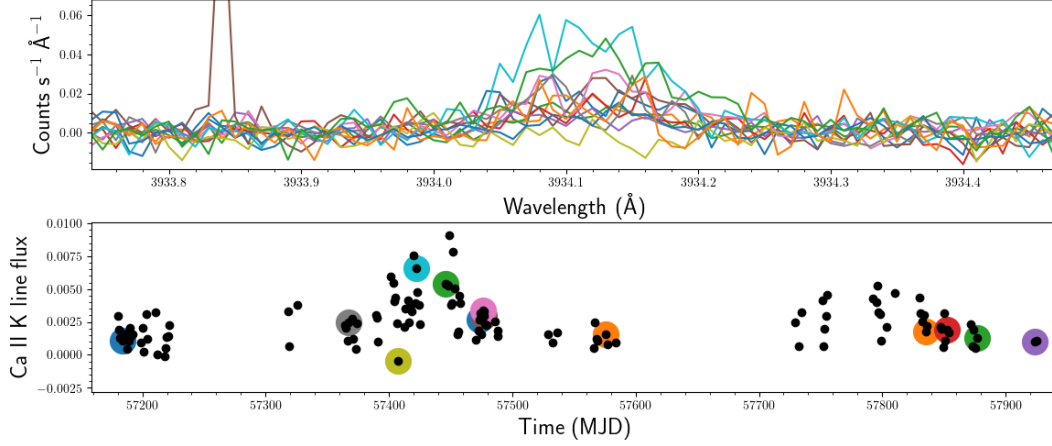 0.06
0.04
0.02
0.00
Counts s⁻¹ Å⁻¹
3933.8 3933.9 3934.0 3934.1 3934.2 3934.3 3934.4
Wavelength (Å)
0.0100
0.0075
0.0050
0.0025
0.0000
−0.0025
Ca II K line flux
57200 57300 57400 57500 57600 57700 57800 57900
Time (MJD)